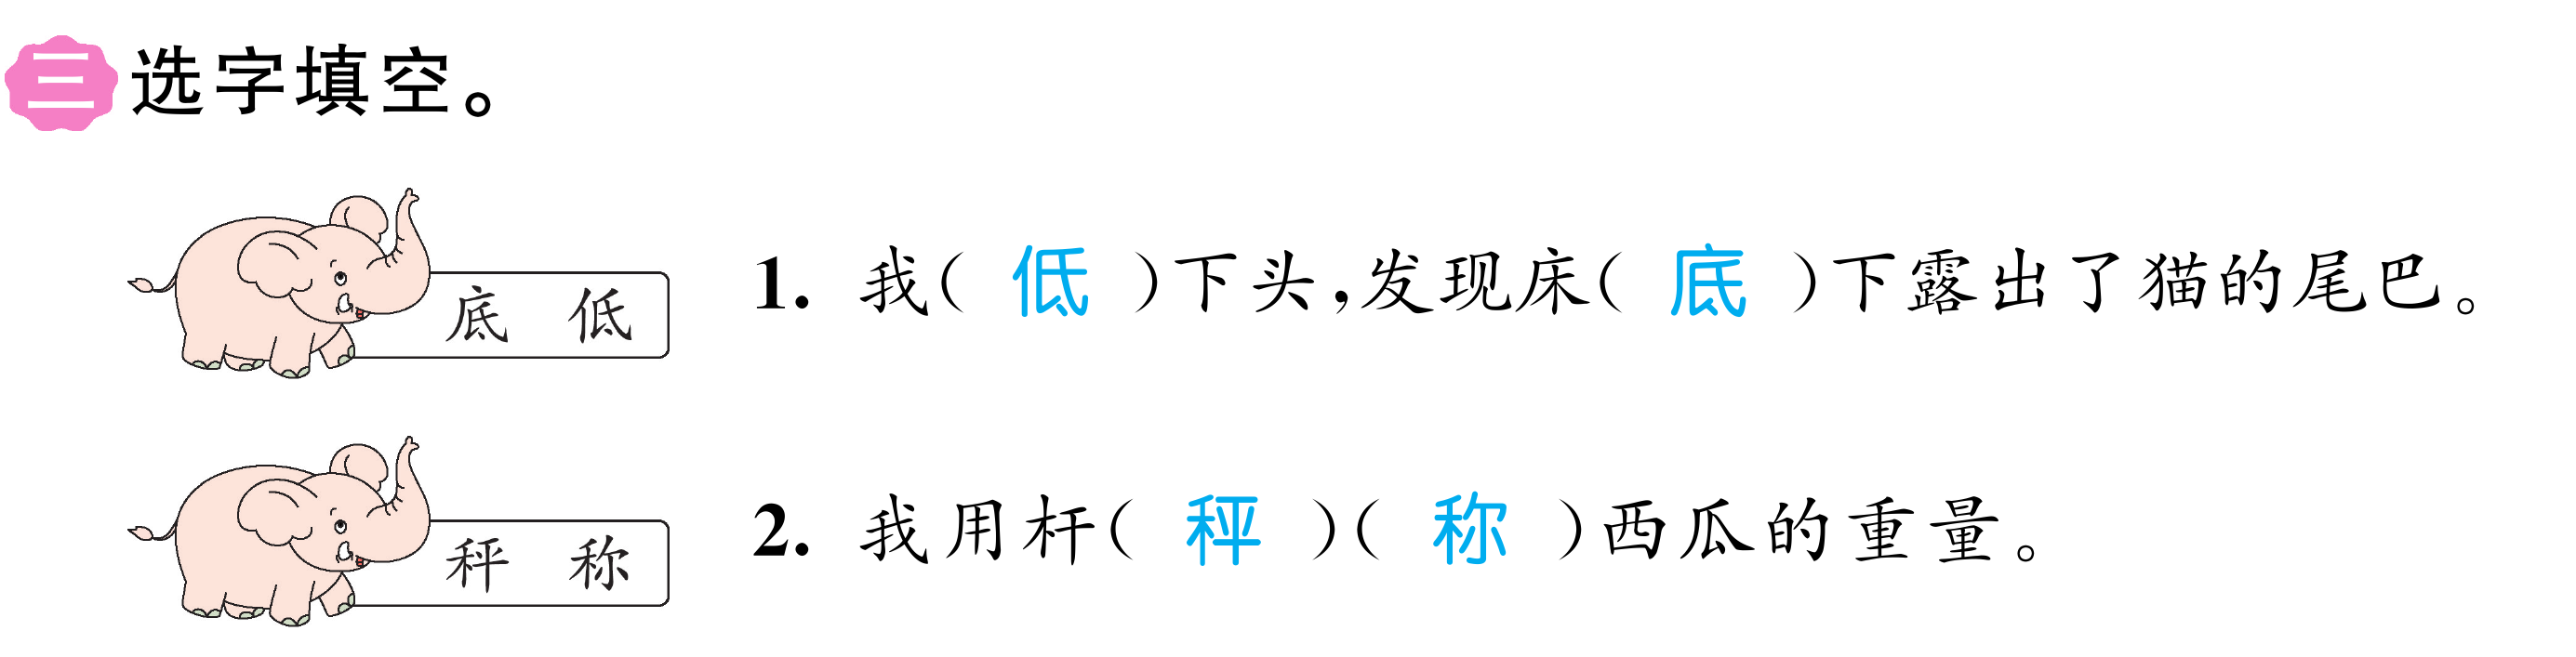 三 选字填空。
底 低
1. 我( 低 )下头,发现床( 底 )下露出了猫的尾巴。
秤 称
2. 我用杆( 秤 )( 称 )西瓜的重量。